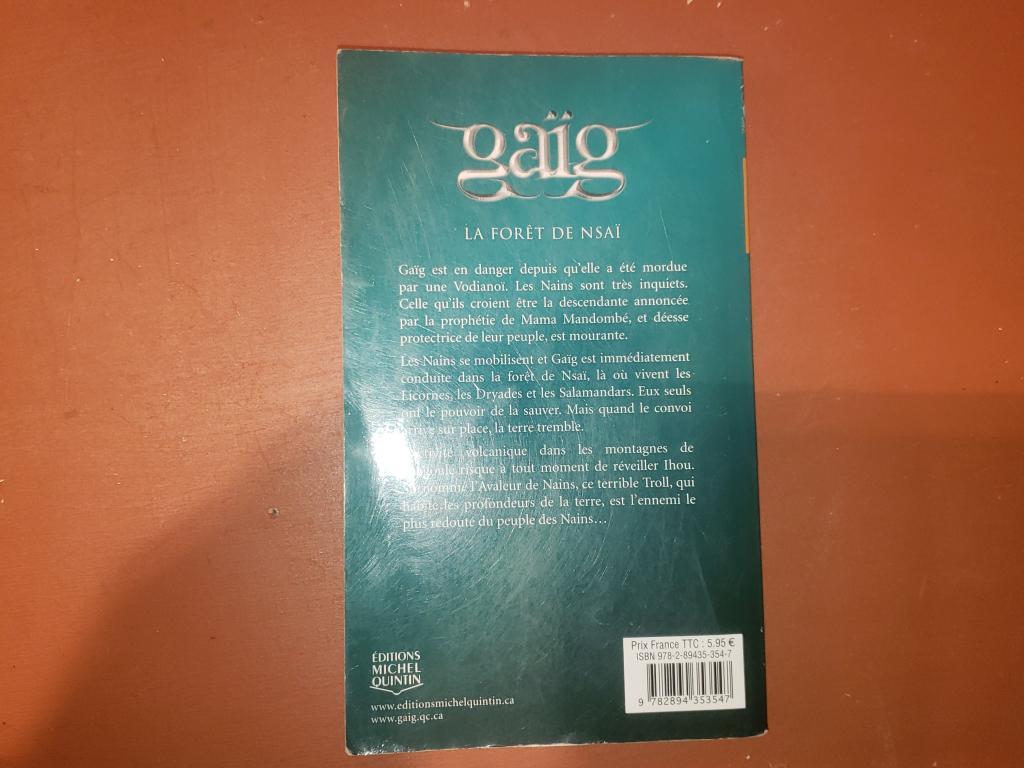 gaïg
LA FORÊT DE NSAÏ
Gaïg est en danger depuis qu'elle a été mordue
par une Vodianoï. Les Nains sont très inquiets.
Celle qu'ils croient être la descendante annoncée
par la prophétie de Mama Mandombé, et déesse
protectrice de leur peuple, est mourante.
Les Nains se mobilisent et Gaïg est immédiatement
conduite dans la forêt de Nsaï, là où vivent les
Licornes, les Dryades et les Salamandars. Eux seuls
ont le pouvoir de la sauver. Mais quand le convoi
arrive sur place, la terre tremble.
volcanique dans les montagnes de
risque à tout moment de réveiller Ihou.
Surnommé l'Avaleur de Nains, ce terrible Troll, qui
habite les profondeurs de la terre, est l'ennemi le
plus redouté du peuple des Nains…
ÉDITIONS
MICHEL
QUINTIN
www.editionsmichelquintin.ca
www.gaig.qc.ca
Prix France TTC : 5.95 €
ISBN 978-2-89435-354-7
9 782894 353547